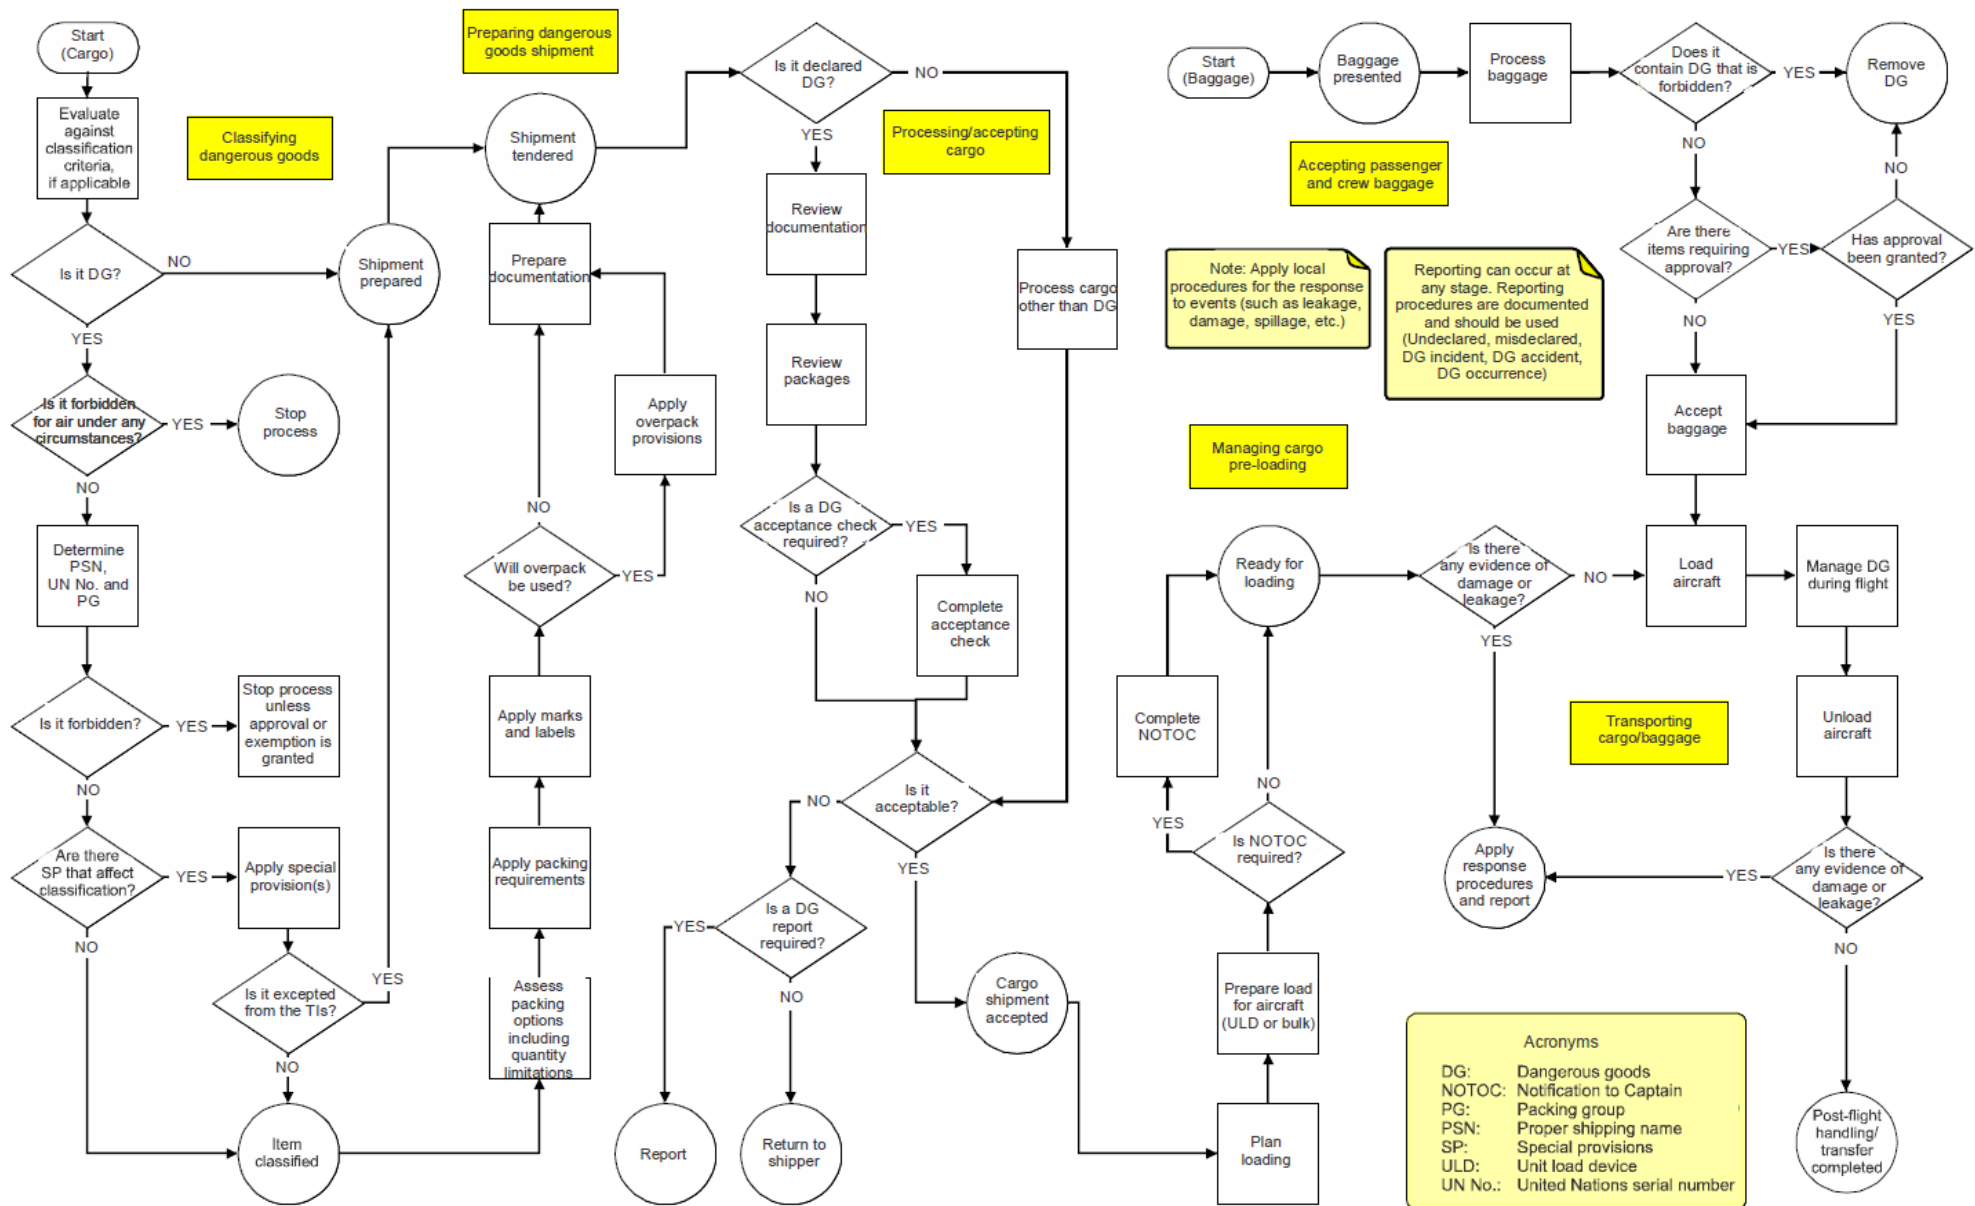 Start
(Cargo)
Evaluate
against
classification
criteria,
if applicable
Classifying
dangerous goods
Is it DG?
NO
YES
Shipment
prepared
Is it forbidden
for air under any
circumstances?
YES
Stop
process
NO
Determine
PSN,
UN No. and
PG
Is it forbidden?
YES
Stop process
unless
approval or
exemption is
granted
NO
Are there
SP that affect
classification?
YES
Apply special
provision(s)
NO
Is it excepted
from the TIs?
YES
NO
Item
classified
Preparing dangerous
goods shipment
Shipment
tendered
Prepare
documentation
Apply
overpack
provisions
NO
Will overpack
be used?
YES
Apply marks
and labels
Apply packing
requirements
Assess
packing
options
including
quantity
limitations
Is it declared
DG?
NO
YES
Processing/accepting
cargo
Review
documentation
Process cargo
other than DG
Review
packages
Is a DG
acceptance check
required?
YES
NO
Complete
acceptance
check
Is it
acceptable?
NO
YES
Is a DG
report
required?
YES
NO
Report
Return to
shipper
Cargo
shipment
accepted
Start
(Baggage)
Baggage
presented
Process
baggage
Does it
contain DG that is
forbidden?
YES
Remove
DG
NO
NO
Accepting passenger
and crew baggage
Are there
items requiring
approval?
YES
Has approval
been granted?
NO
YES
Note: Apply local
procedures for the response
to events (such as leakage,
damage, spillage, etc.)
Reporting can occur at
any stage. Reporting
procedures are documented
and should be used
(Undeclared, misdeclared,
DG incident, DG accident,
DG occurrence)
Accept
baggage
Managing cargo
pre-loading
Ready for
loading
Is there
any evidence of
damage or
leakage?
NO
YES
Load
aircraft
Manage DG
during flight
Complete
NOTOC
Transporting
cargo/baggage
Unload
aircraft
NO
YES
Is NOTOC
required?
Apply
response
procedures
and report
YES
Is there
any evidence of
damage or
leakage?
NO
Prepare load
for aircraft
(ULD or bulk)
Plan
loading
Post-flight
handling/
transfer
completed
Acronyms
DG: Dangerous goods
NOTOC: Notification to Captain
PG: Packing group
PSN: Proper shipping name
SP: Special provisions
ULD: Unit load device
UN No.: United Nations serial number